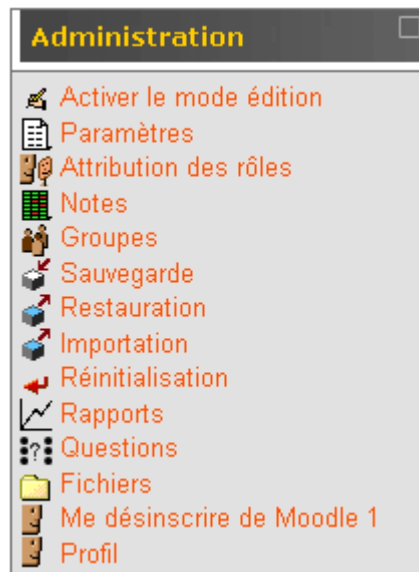 Administration
Activer le mode édition
Paramètres
Attribution des rôles
Notes
Groupes
Sauvegarde
Restauration
Importation
Réinitialisation
Rapports
Questions
Fichiers
Me désinscrire de Moodle 1
Profil